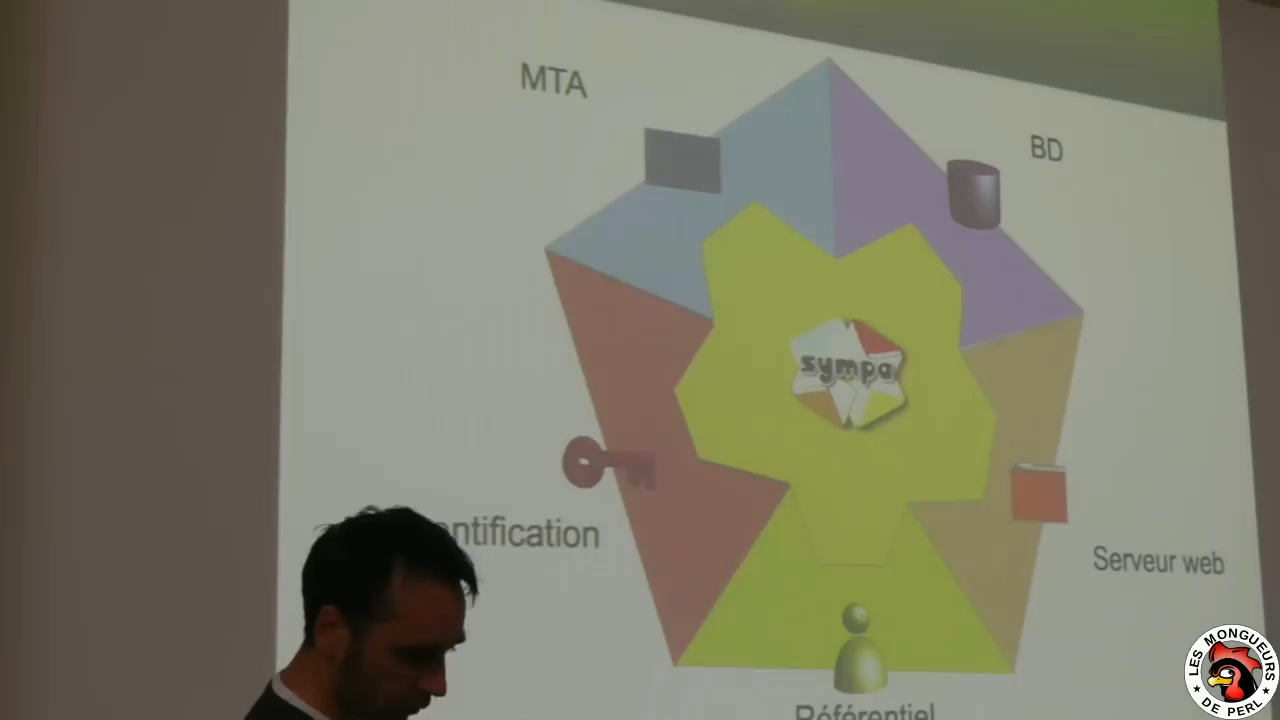 MTA
BD
sympa
ntification
Serveur web
Référentiel
LES MONGUEURS
DE PERL